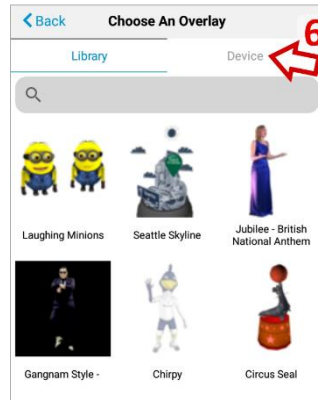 Back
Choose An Overlay
6
Library
Device
Laughing Minions
Seattle Skyline
Jubilee - British
National Anthem
Gangnam Style -
Chirpy
Circus Seal